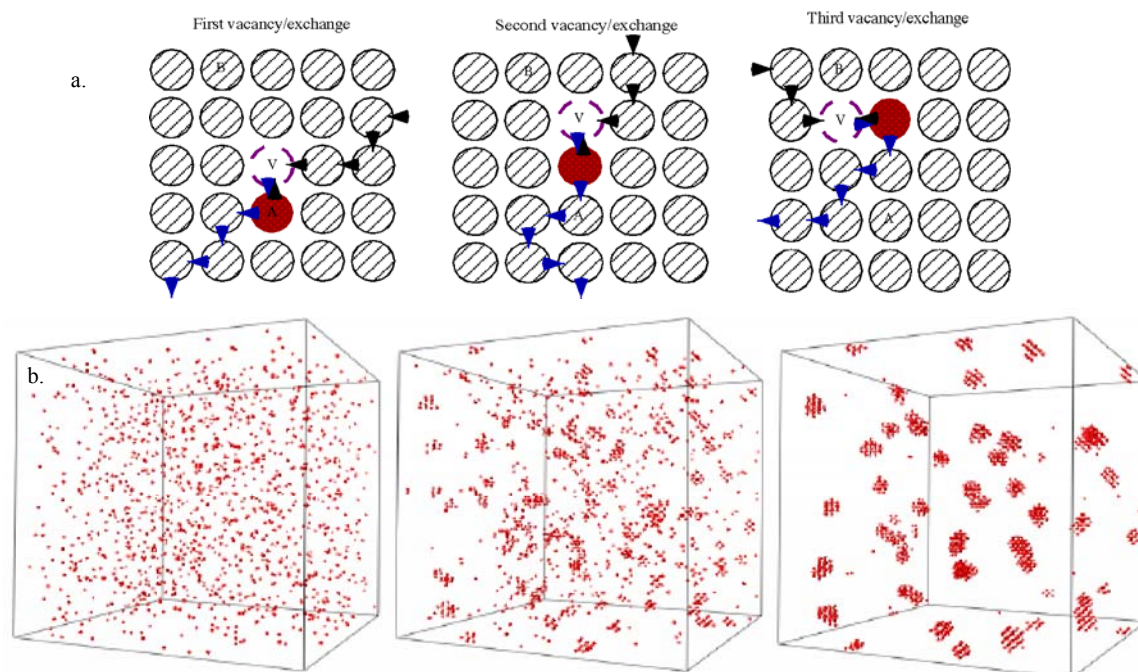 First vacancy/exchange
Second vacancy/exchange
Third vacancy/exchange
a.
B
B
B
V
V
V
A
A
A
b.